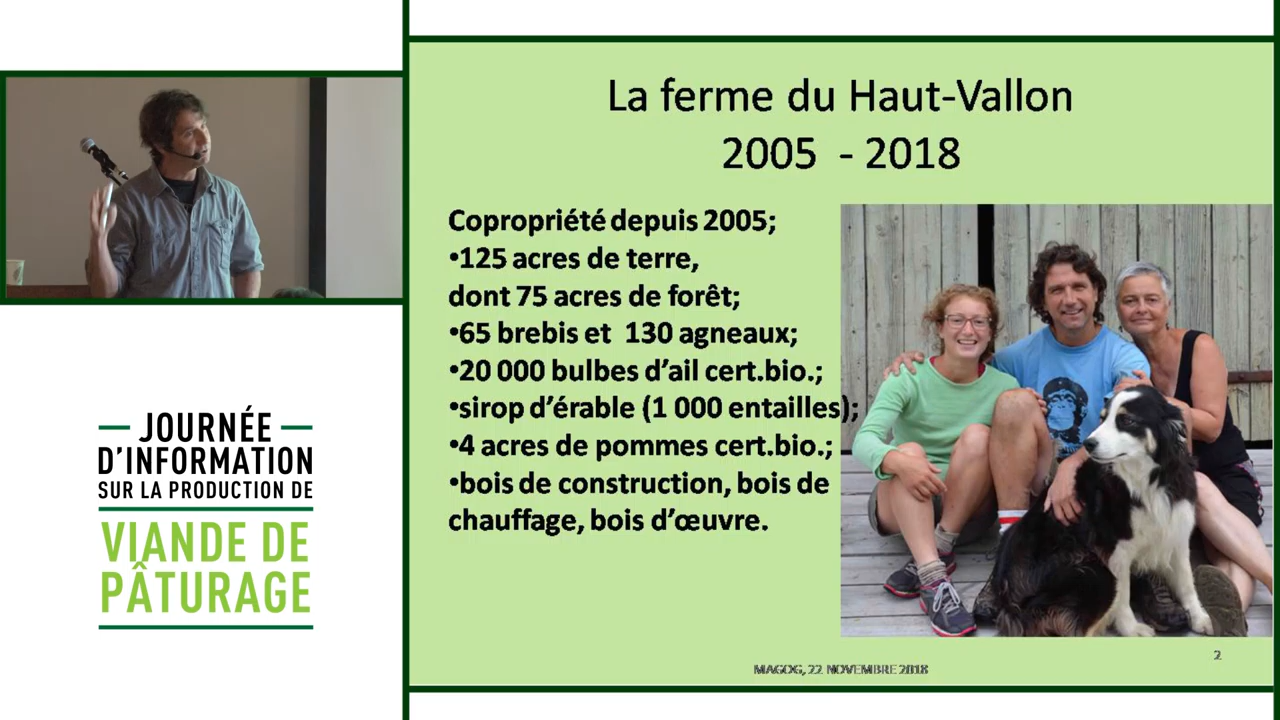 La ferme du Haut-Vallon
2005 - 2018
Copropriété depuis 2005;
•125 acres de terre,
dont 75 acres de forêt;
•65 brebis et 130 agneaux;
•20 000 bulbes d'ail cert.bio.;
•sirop d'érable (1 000 entailles);
•4 acres de pommes cert.bio.;
•bois de construction, bois de
chauffage, bois d'œuvre.
MAGOG, 22 NOVEMBRE 2018
2
JOURNÉE
D'INFORMATION
SUR LA PRODUCTION DE
VIANDE DE
PÂTURAGE